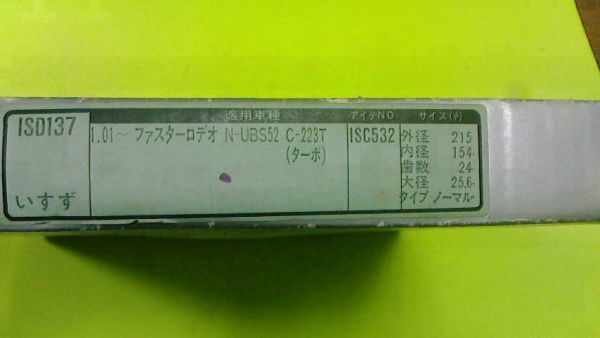 適用車種 アイテNO サイズ(㎜)
ISD137 1.01～ ファスターロデオ N-UBS52 C-223T ISC532 外径 215
(ターボ) 内径 154
歯数 24
大径 25.6
いすず タイプ ノーマル